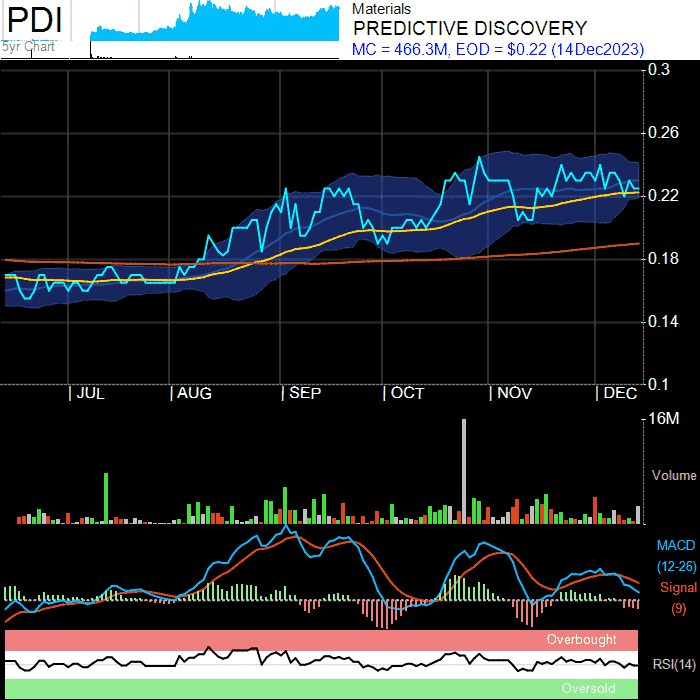 PDI
5yr Chart
Materials
PREDICTIVE DISCOVERY
MC = 466.3M, EOD = $0.22 (14Dec2023)
0.3
0.26
0.22
0.18
0.14
0.1
JUL AUG SEP OCT NOV DEC
16M
Volume
MACD
(12-26)
Signal
(9)
Overbought
RSI(14)
Oversold